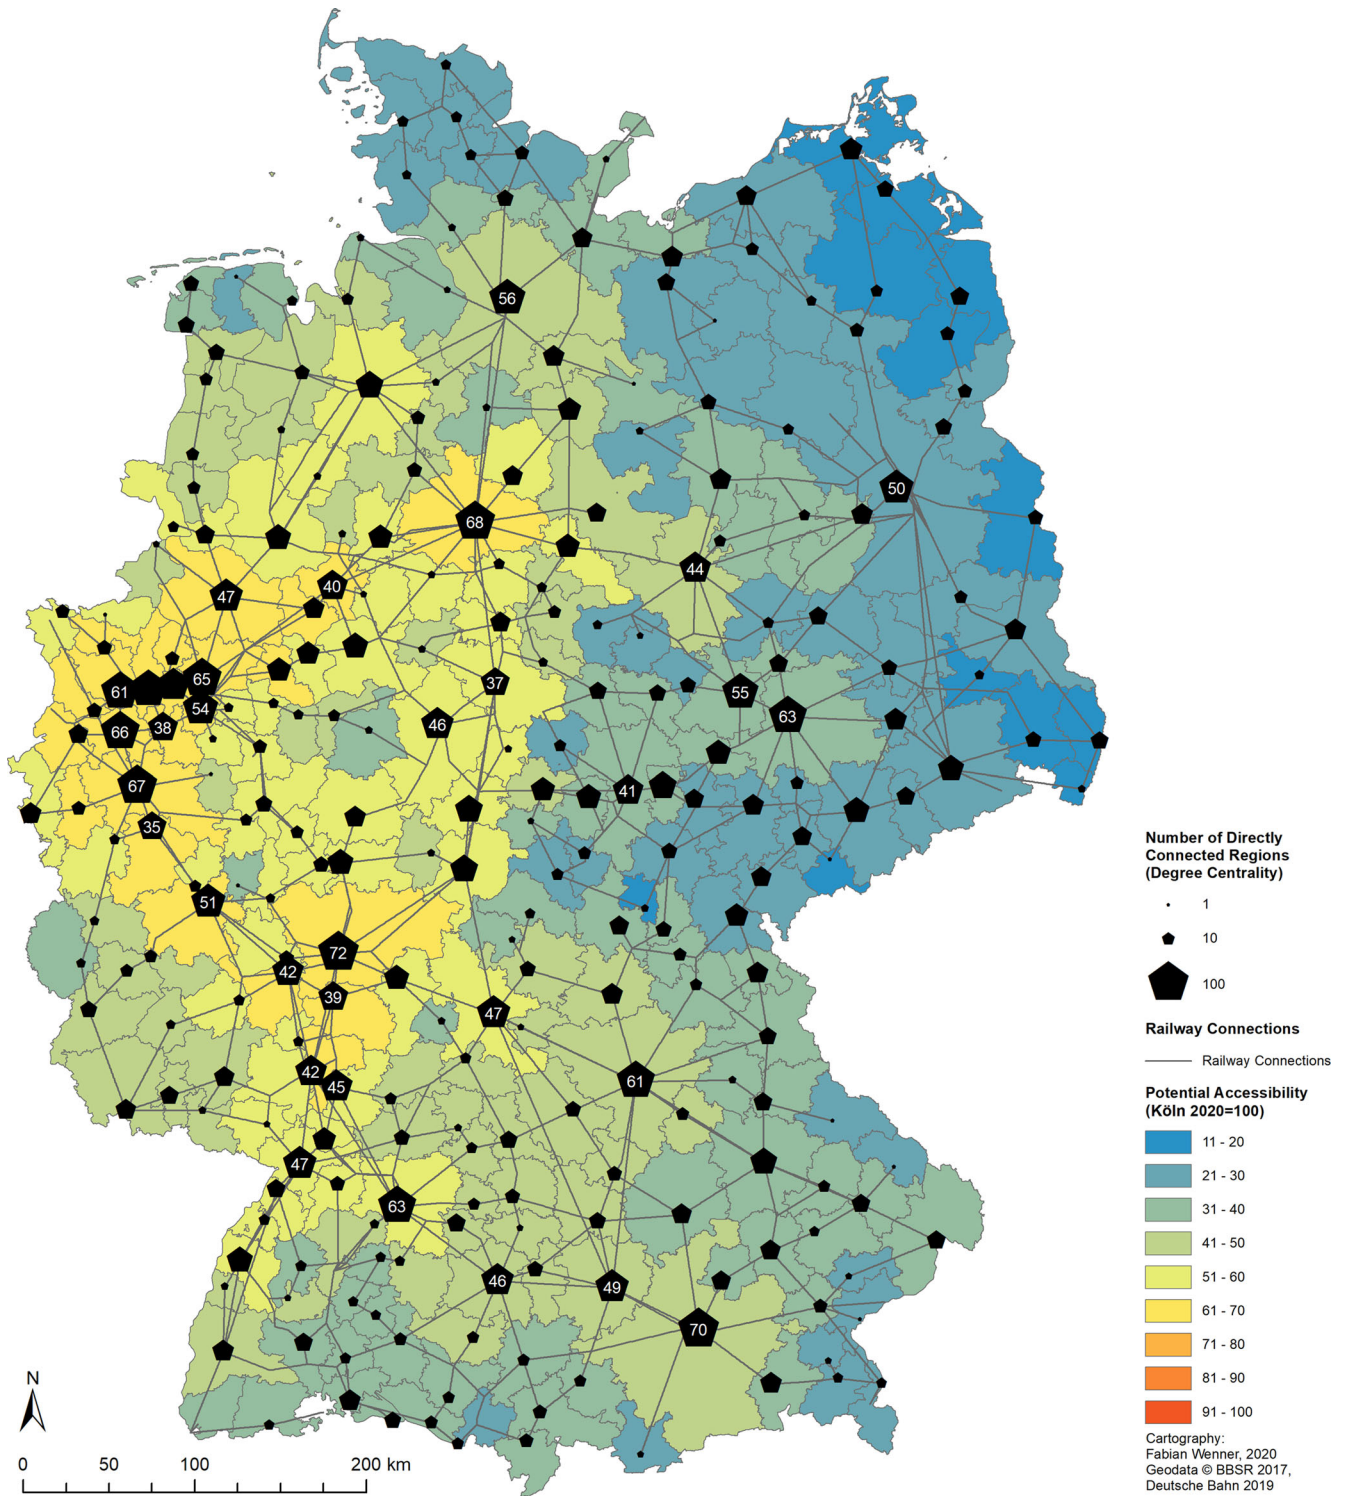 56
50
68
44
40
47
65
61
37
55
54
63
46
38
66
67
41
35
51
72
42
39
47
61
42
45
47
63
46
49
70
Number of Directly
Connected Regions
(Degree Centrality)
1
10
100
Railway Connections
Railway Connections
Potential Accessibility
(Köln 2020=100)
11 - 20
21 - 30
31 - 40
41 - 50
51 - 60
61 - 70
71 - 80
81 - 90
91 - 100
Cartography:
Fabian Wenner, 2020
Geodata © BBSR 2017,
Deutsche Bahn 2019
N
0 50 100 200 km